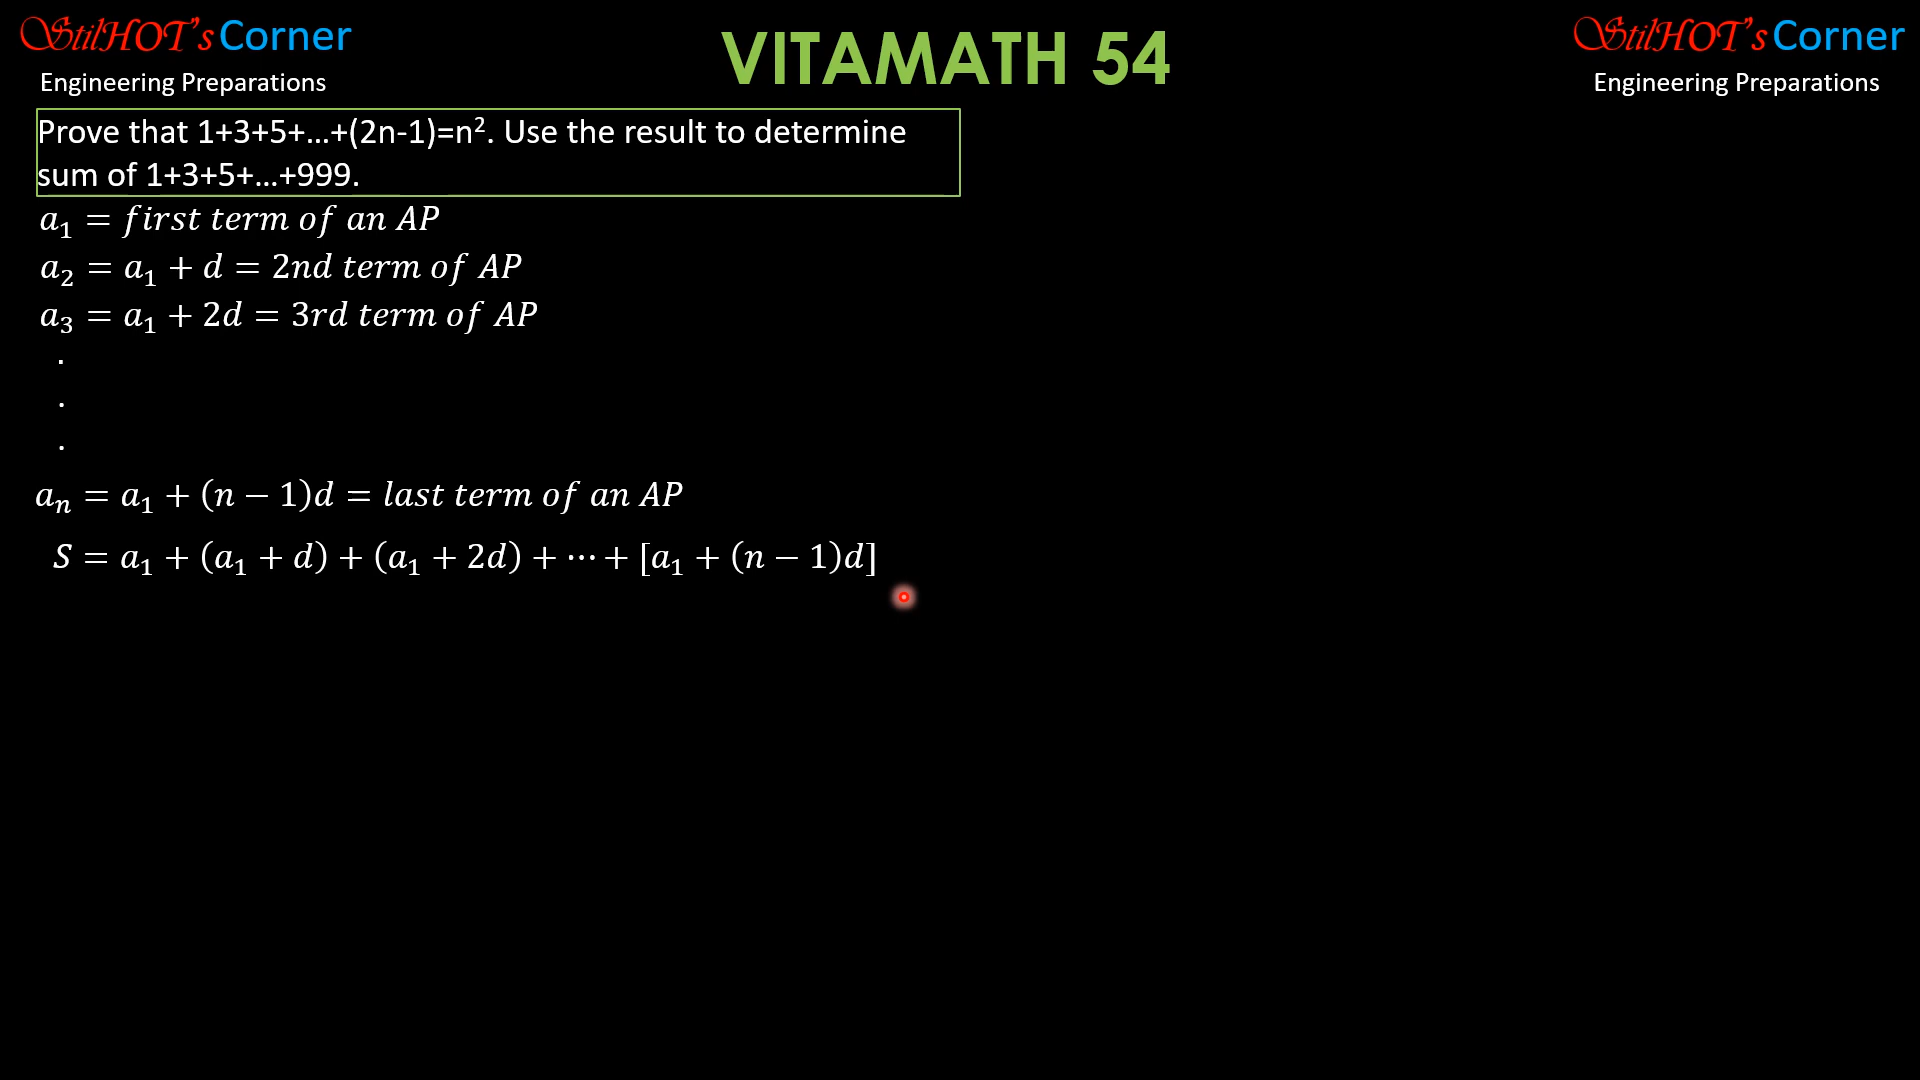 StilHOT's Corner
Engineering Preparations
VITAMATH 54
StilHOT's Corner
Engineering Preparations
Prove that 1+3+5+...+(2n-1)=n². Use the result to determine
sum of 1+3+5+...+999.
a₁ = first term of an AP
a₂ = a₁ + d = 2nd term of AP
a₃ = a₁ + 2d = 3rd term of AP
.
.
.
aₙ = a₁ + (n − 1)d = last term of an AP
S = a₁ + (a₁ + d) + (a₁ + 2d) + ⋯ + [a₁ + (n − 1)d]